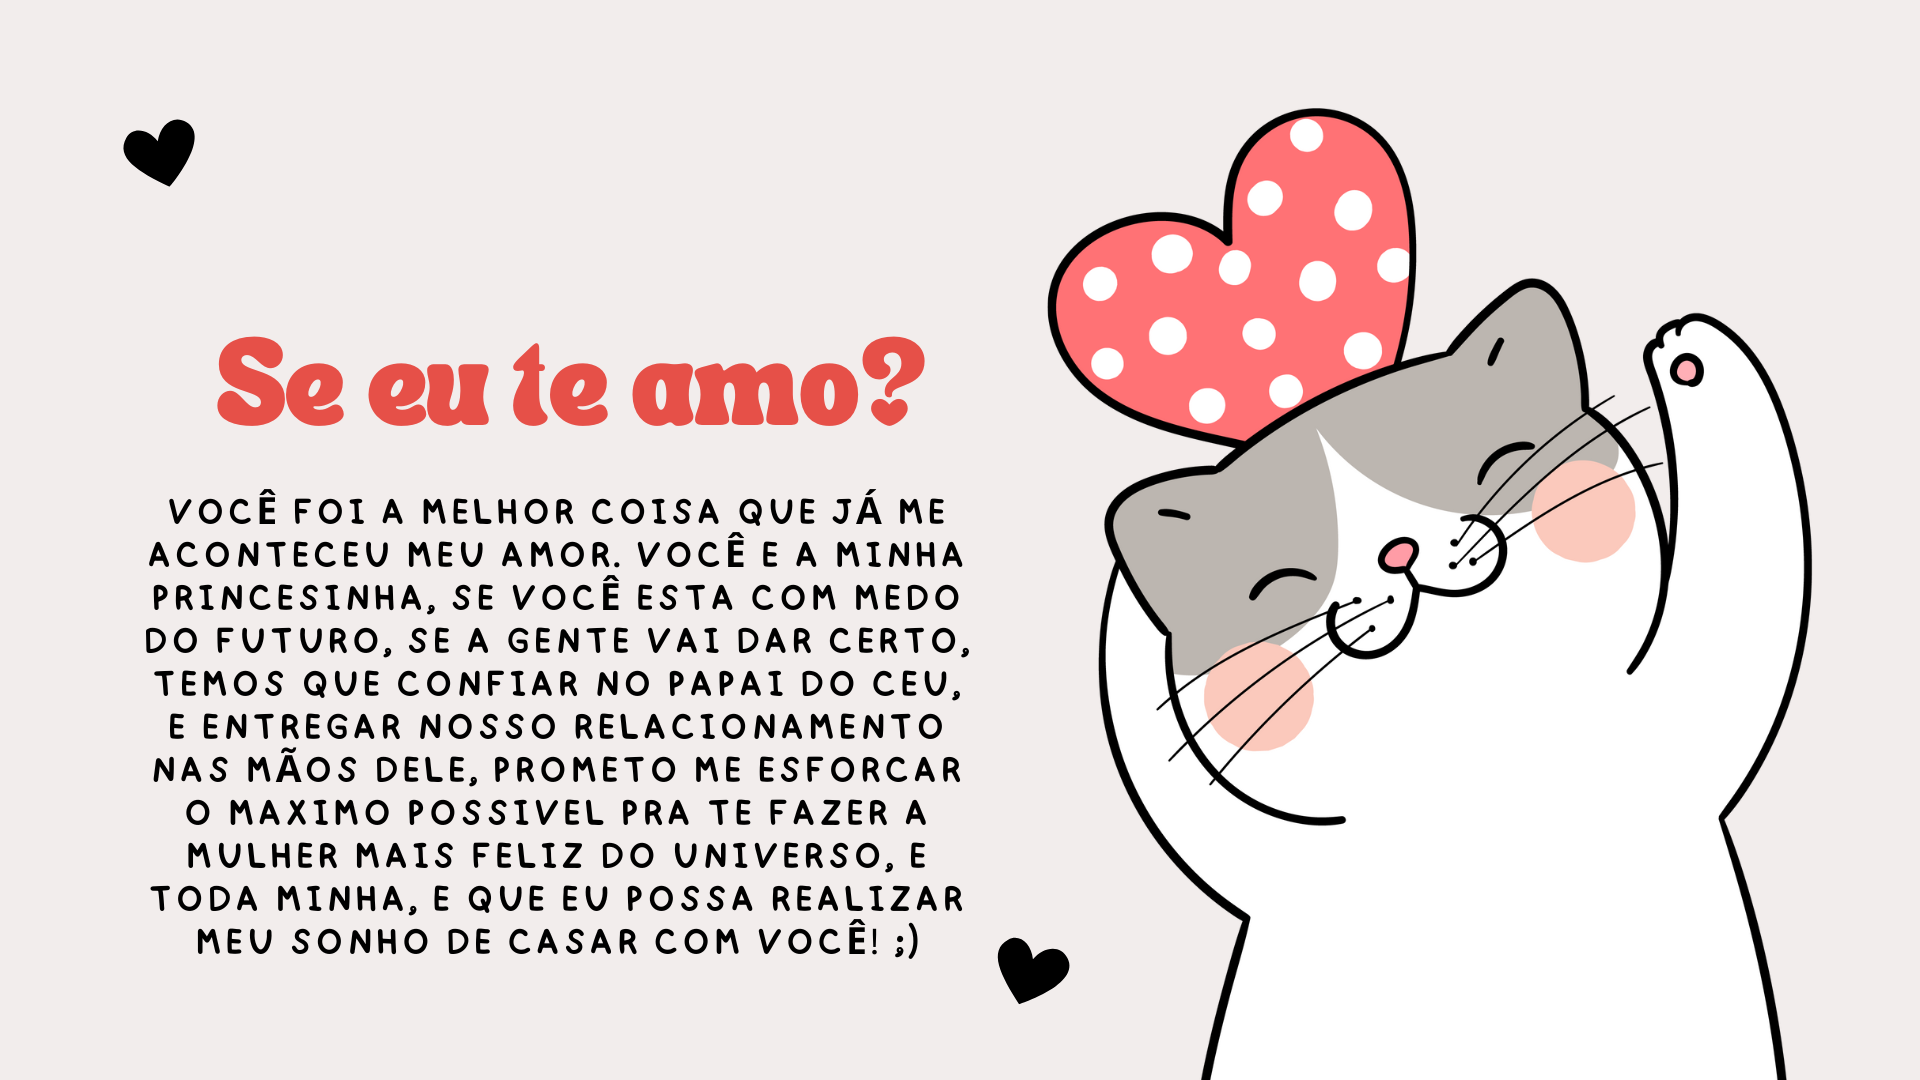 Se eu te amo?
VOCÊ FOI A MELHOR COISA QUE JÁ ME
ACONTECEU MEU AMOR. VOCÊ E A MINHA
PRINCESINHA, SE VOCÊ ESTA COM MEDO
DO FUTURO, SE A GENTE VAI DAR CERTO,
TEMOS QUE CONFIAR NO PAPAI DO CEU,
E ENTREGAR NOSSO RELACIONAMENTO
NAS MÃOS DELE, PROMETO ME ESFORCAR
O MAXIMO POSSIVEL PRA TE FAZER A
MULHER MAIS FELIZ DO UNIVERSO, E
TODA MINHA, E QUE EU POSSA REALIZAR
MEU SONHO DE CASAR COM VOCÊ! ;)